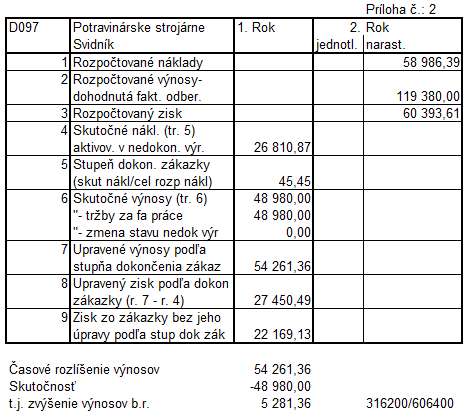 Príloha č.: 2
D097 Potravinárske strojárne Svidník 1. Rok 2. Rok
jednotl. narast.
1 Rozpočtované náklady 58 986,39
2 Rozpočtované výnosy-
dohodnutá fakt. odber. 119 380,00
3 Rozpočtovaný zisk 60 393,61
4 Skutočné nákl. (tr. 5)
aktivov. v nedokon. výr. 26 810,87
5 Stupeň dokon. zákazky
(skut nákl/cel rozp nákl) 45,45
6 Skutočné výnosy (tr. 6) 48 980,00
"- tržby za fa práce 48 980,00
"- zmena stavu nedok výr 0,00
7 Upravené výnosy podľa
stupňa dokončenia zákaz 54 261,36
8 Upravený zisk podľa dokon
zákazky (r. 7 - r. 4) 27 450,49
9 Zisk zo zákazky bez jeho
úpravy podľa stup dok zák 22 169,13
Časové rozlíšenie výnosov 54 261,36
Skutočnosť -48 980,00
t.j. zvýšenie výnosov b.r. 5 281,36 316200/606400